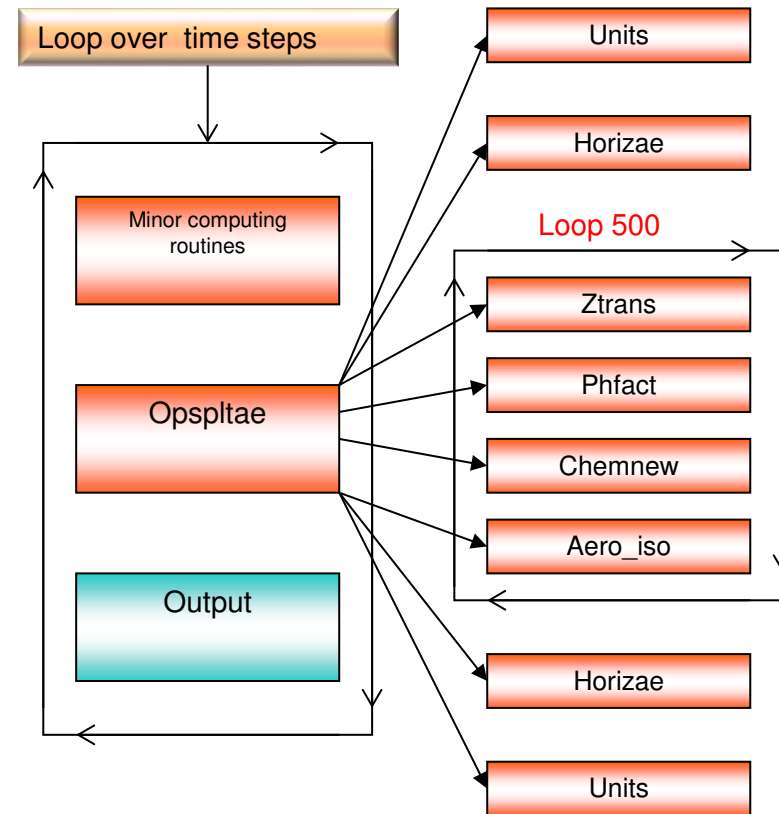 Loop over time steps
Minor computing
routines
Opspltae
Output
Units
Horizae
Loop 500
Ztrans
Phfact
Chemnew
Aero_iso
Horizae
Units